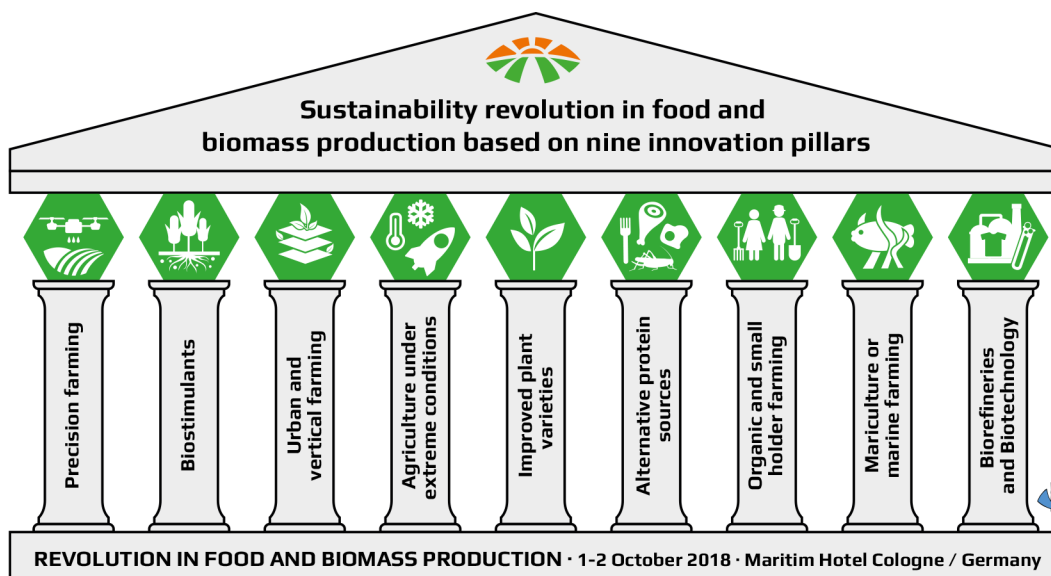 Sustainability revolution in food and
biomass production based on nine innovation pillars
Precision farming
Biostimulants
Urban and
vertical farming
Agriculture under
extreme conditions
Improved plant
varieties
Alternative protein
sources
Organic and small
holder farming
Mariculture or
marine farming
Biorefineries
and Biotechnology
REVOLUTION IN FOOD AND BIOMASS PRODUCTION · 1-2 October 2018 · Maritim Hotel Cologne / Germany